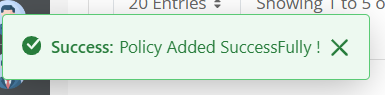 20 Entries Showing 1 to 5 o
Success: Policy Added SuccessFully !